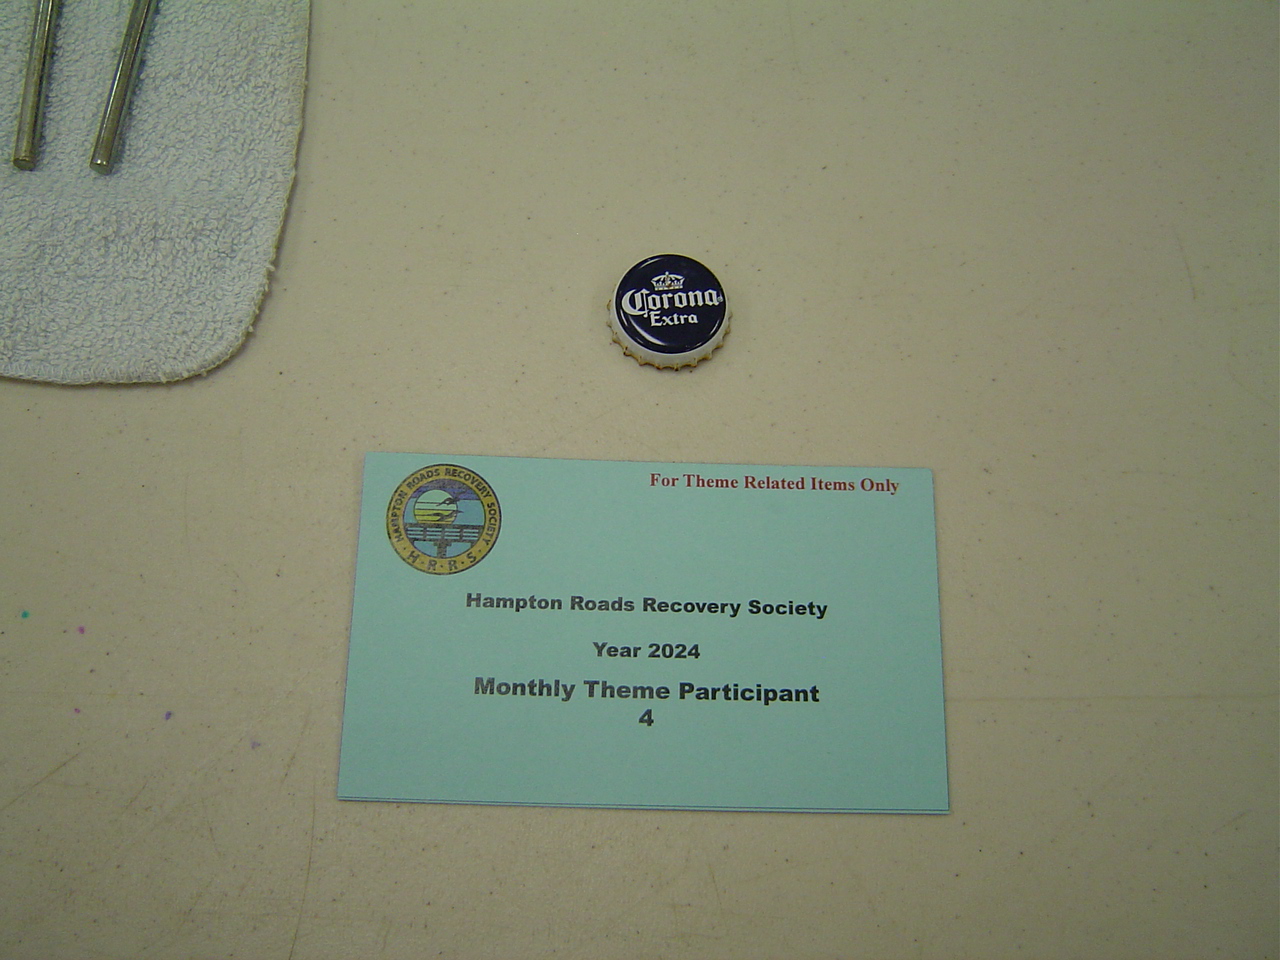 Corona
Extra
For Theme Related Items Only
HAMPTON ROADS RECOVERY SOCIETY
· H · R · R · S ·
Hampton Roads Recovery Society
Year 2024
Monthly Theme Participant
4